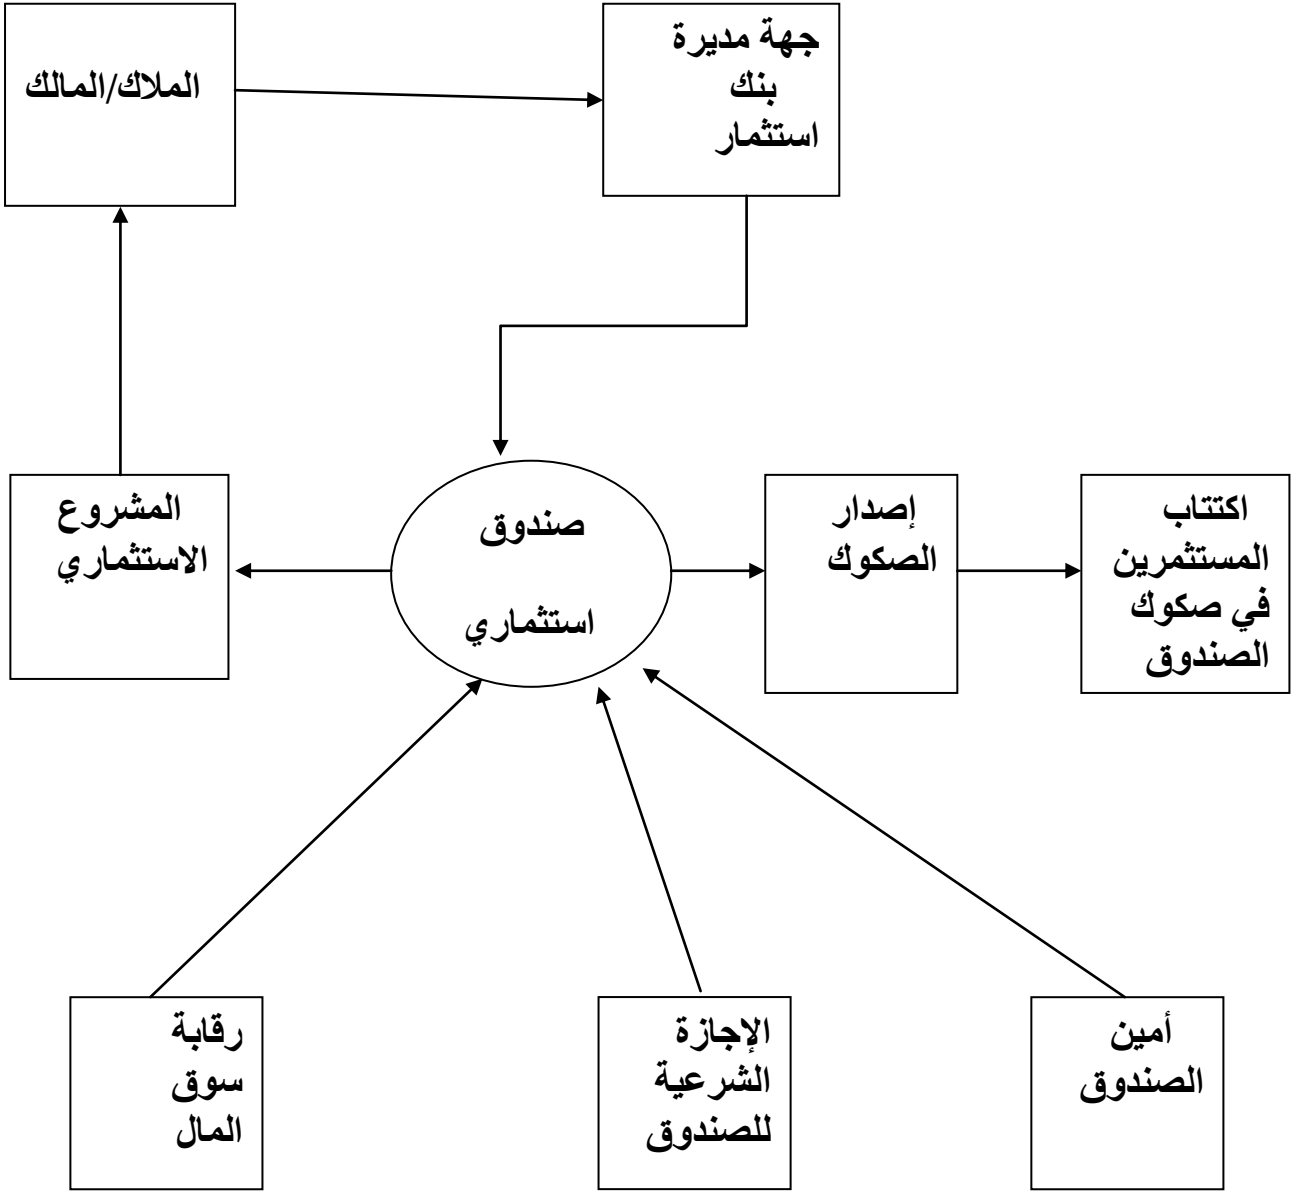 جهة مديرة
بنك
استثمار
الملاك/المالك
اكتتاب
المستثمرين
في صكوك
الصندوق
إصدار
الصكوك
صندوق
استثماري
المشروع
الاستثماري
أمين
الصندوق
الإجازة
الشرعية
للصندوق
رقابة
سوق
المال